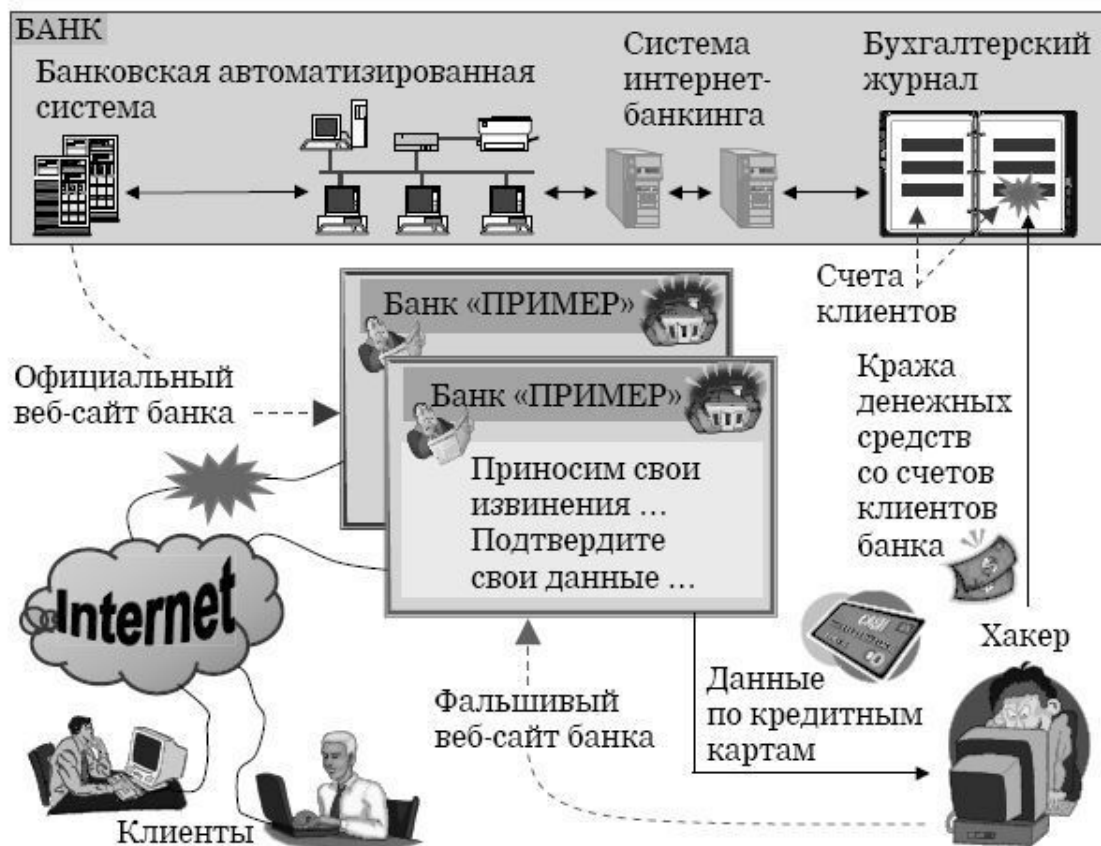 БАНК
Банковская автоматизированная
система
Система
интернет-
банкинга
Бухгалтерский
журнал
Счета
клиентов
Банк «ПРИМЕР»
Банк «ПРИМЕР»
Приносим свои
извинения ...
Подтвердите
свои данные ...
Официальный
веб-сайт банка
Кража
денежных
средств
со счетов
клиентов
банка
Internet
Хакер
Фальшивый
веб-сайт банка
Данные
по кредитным
картам
Клиенты